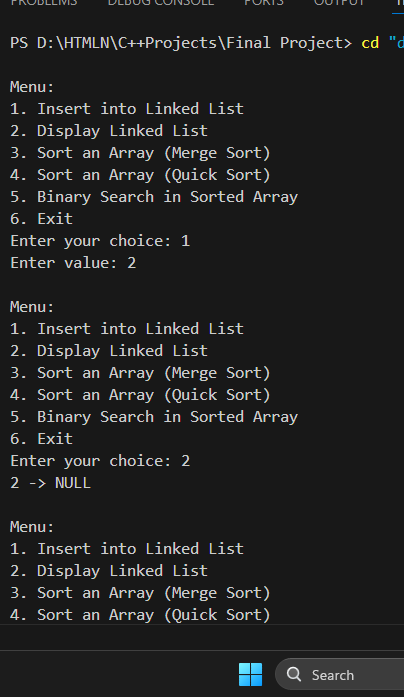 PROBLEMS DEBUG CONSOLE PORTS OUTPUT
PS D:\HTMLN\C++Projects\Final Project> cd "d
Menu:
1. Insert into Linked List
2. Display Linked List
3. Sort an Array (Merge Sort)
4. Sort an Array (Quick Sort)
5. Binary Search in Sorted Array
6. Exit
Enter your choice: 1
Enter value: 2
Menu:
1. Insert into Linked List
2. Display Linked List
3. Sort an Array (Merge Sort)
4. Sort an Array (Quick Sort)
5. Binary Search in Sorted Array
6. Exit
Enter your choice: 2
2 -> NULL
Menu:
1. Insert into Linked List
2. Display Linked List
3. Sort an Array (Merge Sort)
4. Sort an Array (Quick Sort)
Search